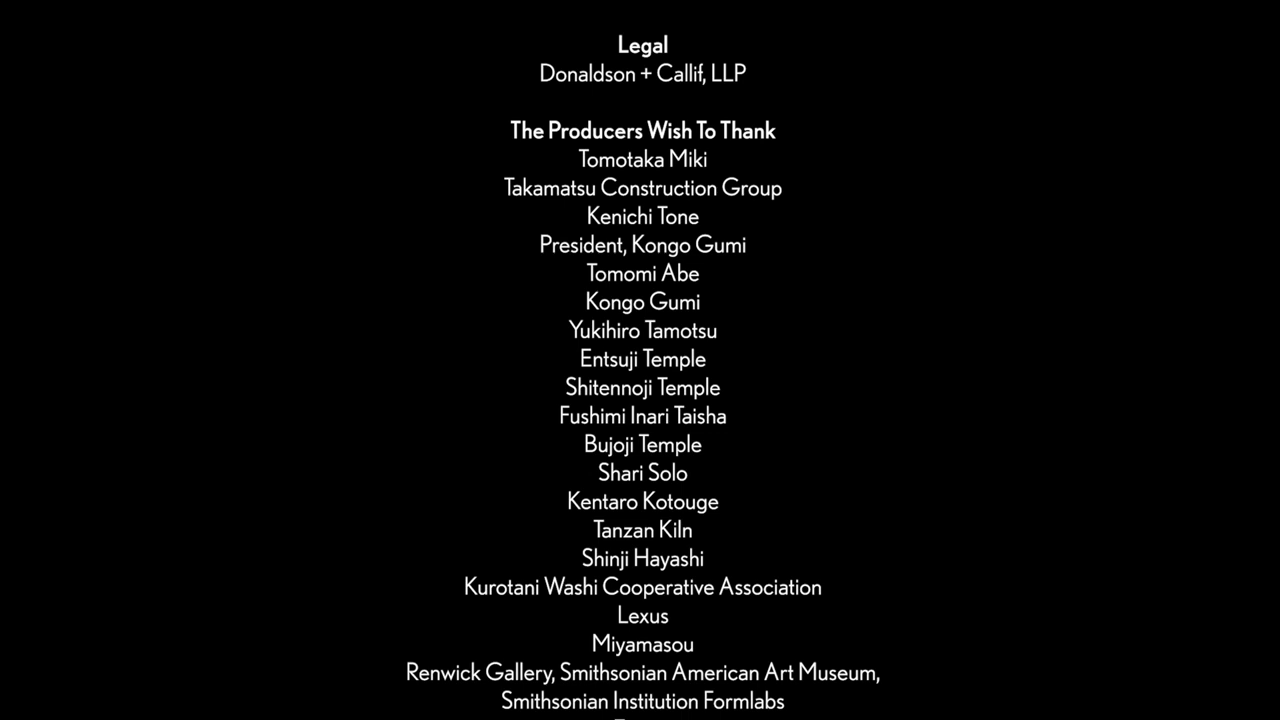 Legal
Donaldson + Callif, LLP
The Producers Wish To Thank
Tomotaka Miki
Takamatsu Construction Group
Kenichi Tone
President, Kongo Gumi
Tomomi Abe
Kongo Gumi
Yukihiro Tamotsu
Entsuji Temple
Shitennoji Temple
Fushimi Inari Taisha
Bujoji Temple
Shari Solo
Kentaro Kotouge
Tanzan Kiln
Shinji Hayashi
Kurotani Washi Cooperative Association
Lexus
Miyamasou
Renwick Gallery, Smithsonian American Art Museum,
Smithsonian Institution Formlabs